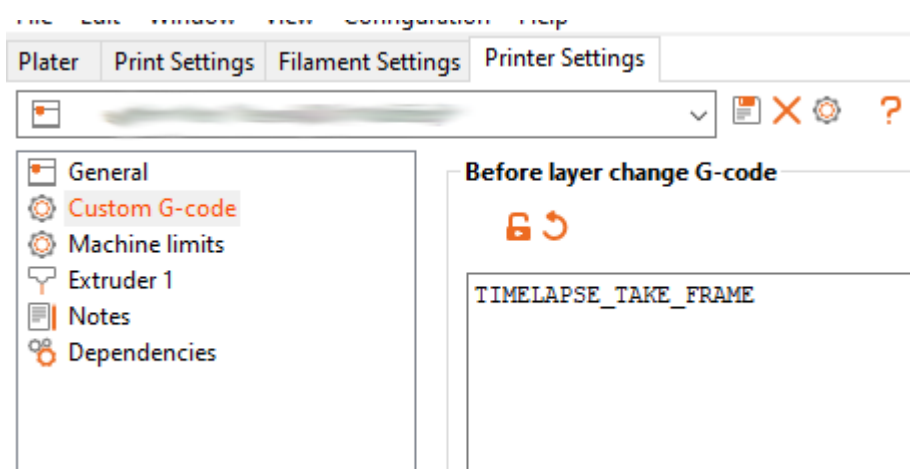 Plater Print Settings Filament Settings Printer Settings
?
General
Custom G-code
Machine limits
Extruder 1
Notes
Dependencies
Before layer change G-code
TIMELAPSE_TAKE_FRAME